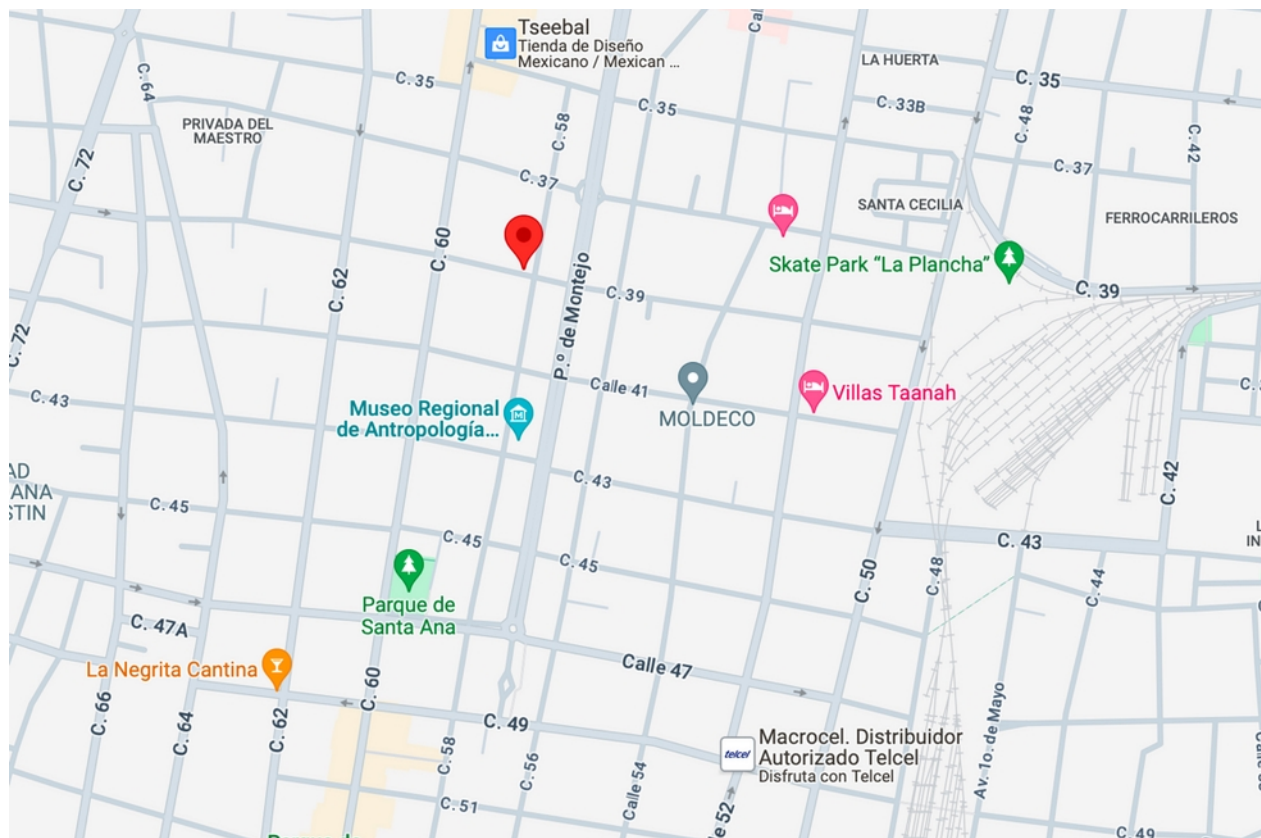 Tseebal
Tienda de Diseño
Mexicano / Mexican ...
LA HUERTA
C. 35
C. 64
C. 35
C. 35
C. 33B
C. 48
PRIVADA DEL
MAESTRO
C. 58
C. 42
C. 72
C. 37
C. 37
SANTA CECILIA
FERROCARRILEROS
C. 60
C. 62
Skate Park “La Plancha”
C. 39
C. 39
P.º de Montejo
C. 72
Calle 41
Villas Taanah
C. 43
Museo Regional
de Antropología...
MOLDECO
C. 43
C. 42
ANA
STIN
C. 45
C. 45
C. 45
C. 43
C. 50
C. 48
C. 44
Parque de
Santa Ana
C. 47A
La Negrita Cantina
Calle 47
C. 60
C. 66
C. 64
C. 62
C. 49
Av. 1o. de Mayo
Macrocel. Distribuidor
Autorizado Telcel
Disfruta con Telcel
telcel
C. 58
C. 56
Calle 54
C. 51
52
C. 49